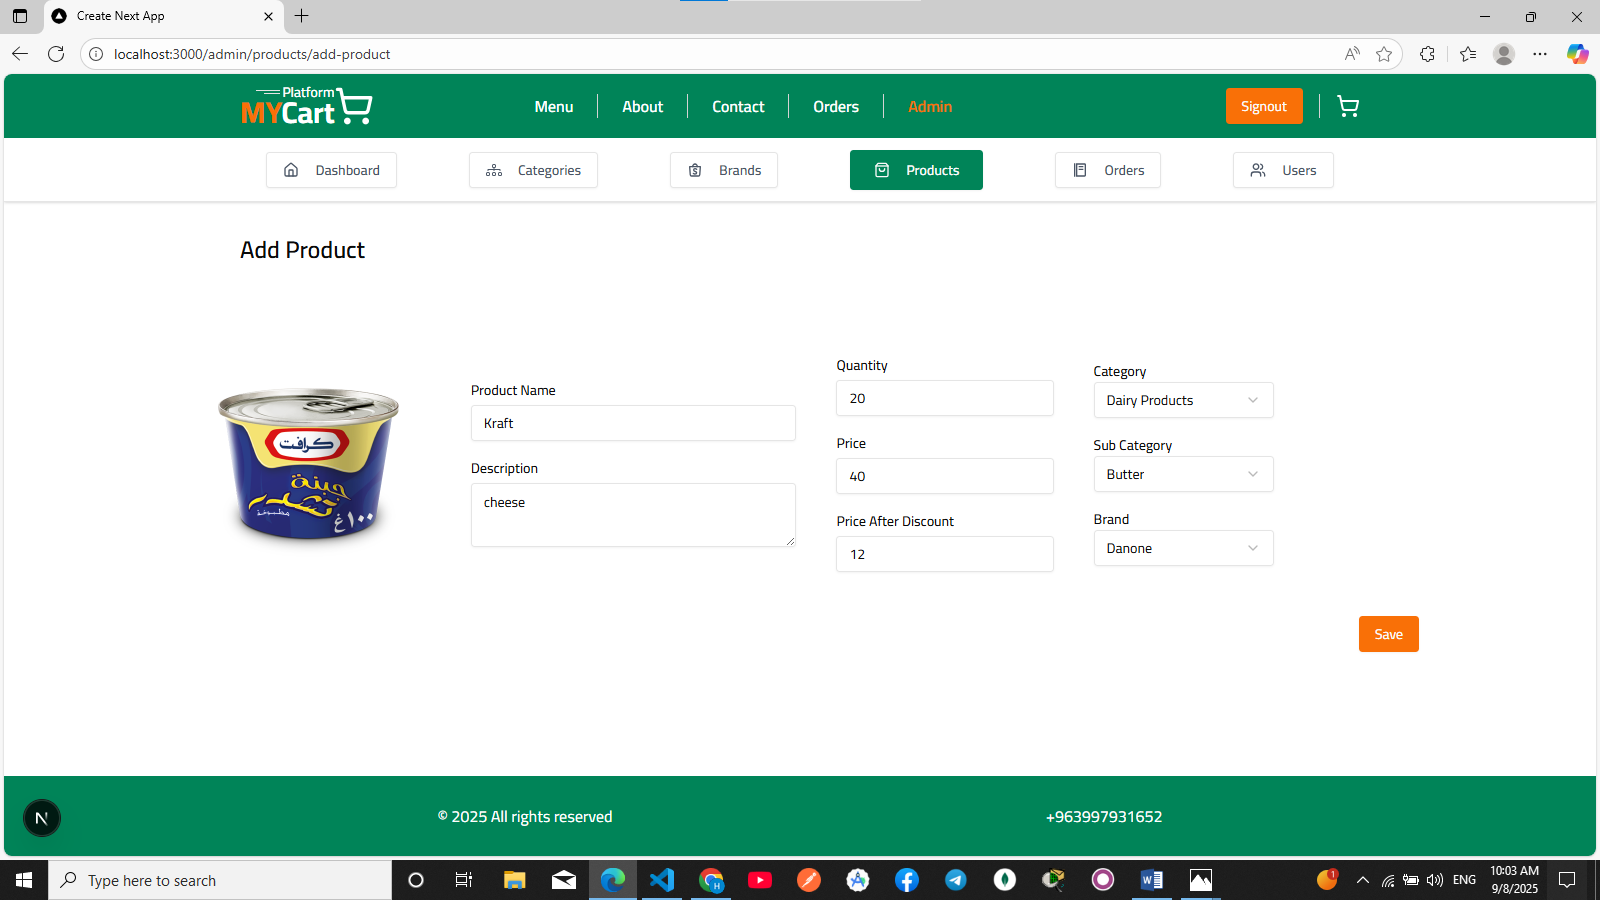 Create Next App
localhost:3000/admin/products/add-product
Platform
MYCart
Menu
About
Contact
Orders
Admin
Signout
Dashboard
Categories
Brands
Products
Orders
Users
Add Product
كرافت
جبنة
تشدر
مطبوخة
١٠٠غ
Product Name
Kraft
Description
cheese
Quantity
20
Price
40
Price After Discount
12
Category
Dairy Products
Sub Category
Butter
Brand
Danone
Save
N
© 2025 All rights reserved
+963997931652
Type here to search
H
W
1
ENG
10:03 AM
9/8/2025